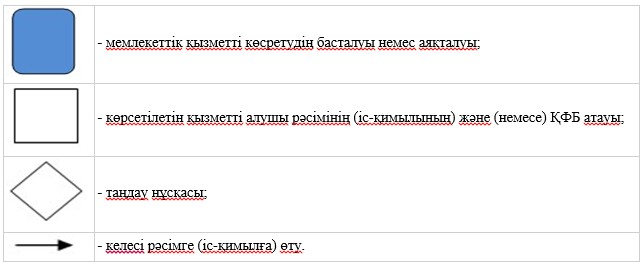 - мемлекеттік қызметті көсретудің басталуы немес аяқталуы;
- көрсетілетін қызметті алушы рәсімінің (іс-қимылының) және (немесе) ҚФБ атауы;
- таңдау нұсқасы;
- келесі рәсімге (іс-қимылға) өту.